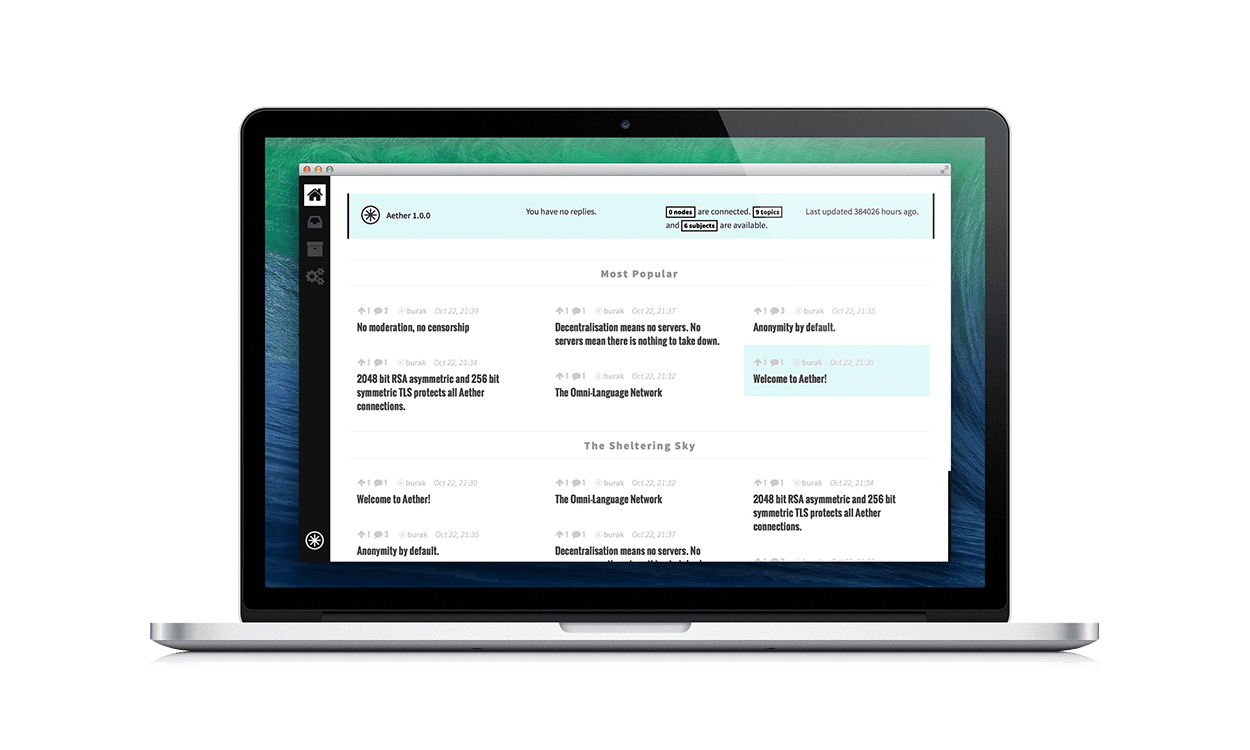 Aether 1.0.0
You have no replies.
0 nodes are connected. 9 topics
and 6 subjects are available.
Last updated 384026 hours ago.
Most Popular
1 2 burak Oct 22, 21:39
No moderation, no censorship
1 1 burak Oct 22, 21:37
Decentralisation means no servers. No
servers mean there is nothing to take down.
1 3 burak Oct 22, 21:35
Anonymity by default.
1 1 burak Oct 22, 21:34
2048 bit RSA asymmetric and 256 bit
symmetric TLS protects all Aether
connections.
1 1 burak Oct 22, 21:32
The Omni-Language Network
1 1 burak Oct 22, 21:30
Welcome to Aether!
The Sheltering Sky
1 1 burak Oct 22, 21:30
Welcome to Aether!
1 1 burak Oct 22, 21:32
The Omni-Language Network
1 1 burak Oct 22, 21:34
2048 bit RSA asymmetric and 256 bit
symmetric TLS protects all Aether
connections.
1 3 burak Oct 22, 21:35
Anonymity by default.
1 1 burak Oct 22, 21:37
Decentralisation means no servers. No